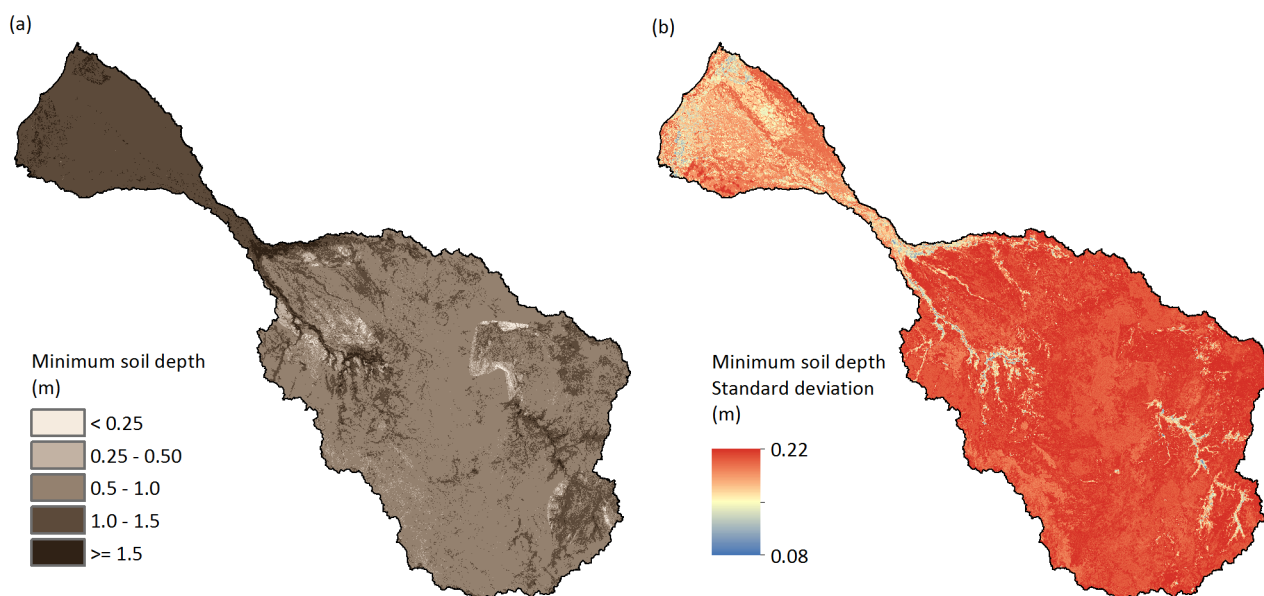 (a)
(b)
Minimum soil depth
(m)
< 0.25
0.25 - 0.50
0.5 - 1.0
1.0 - 1.5
>= 1.5
Minimum soil depth
Standard deviation
(m)
0.22
0.08